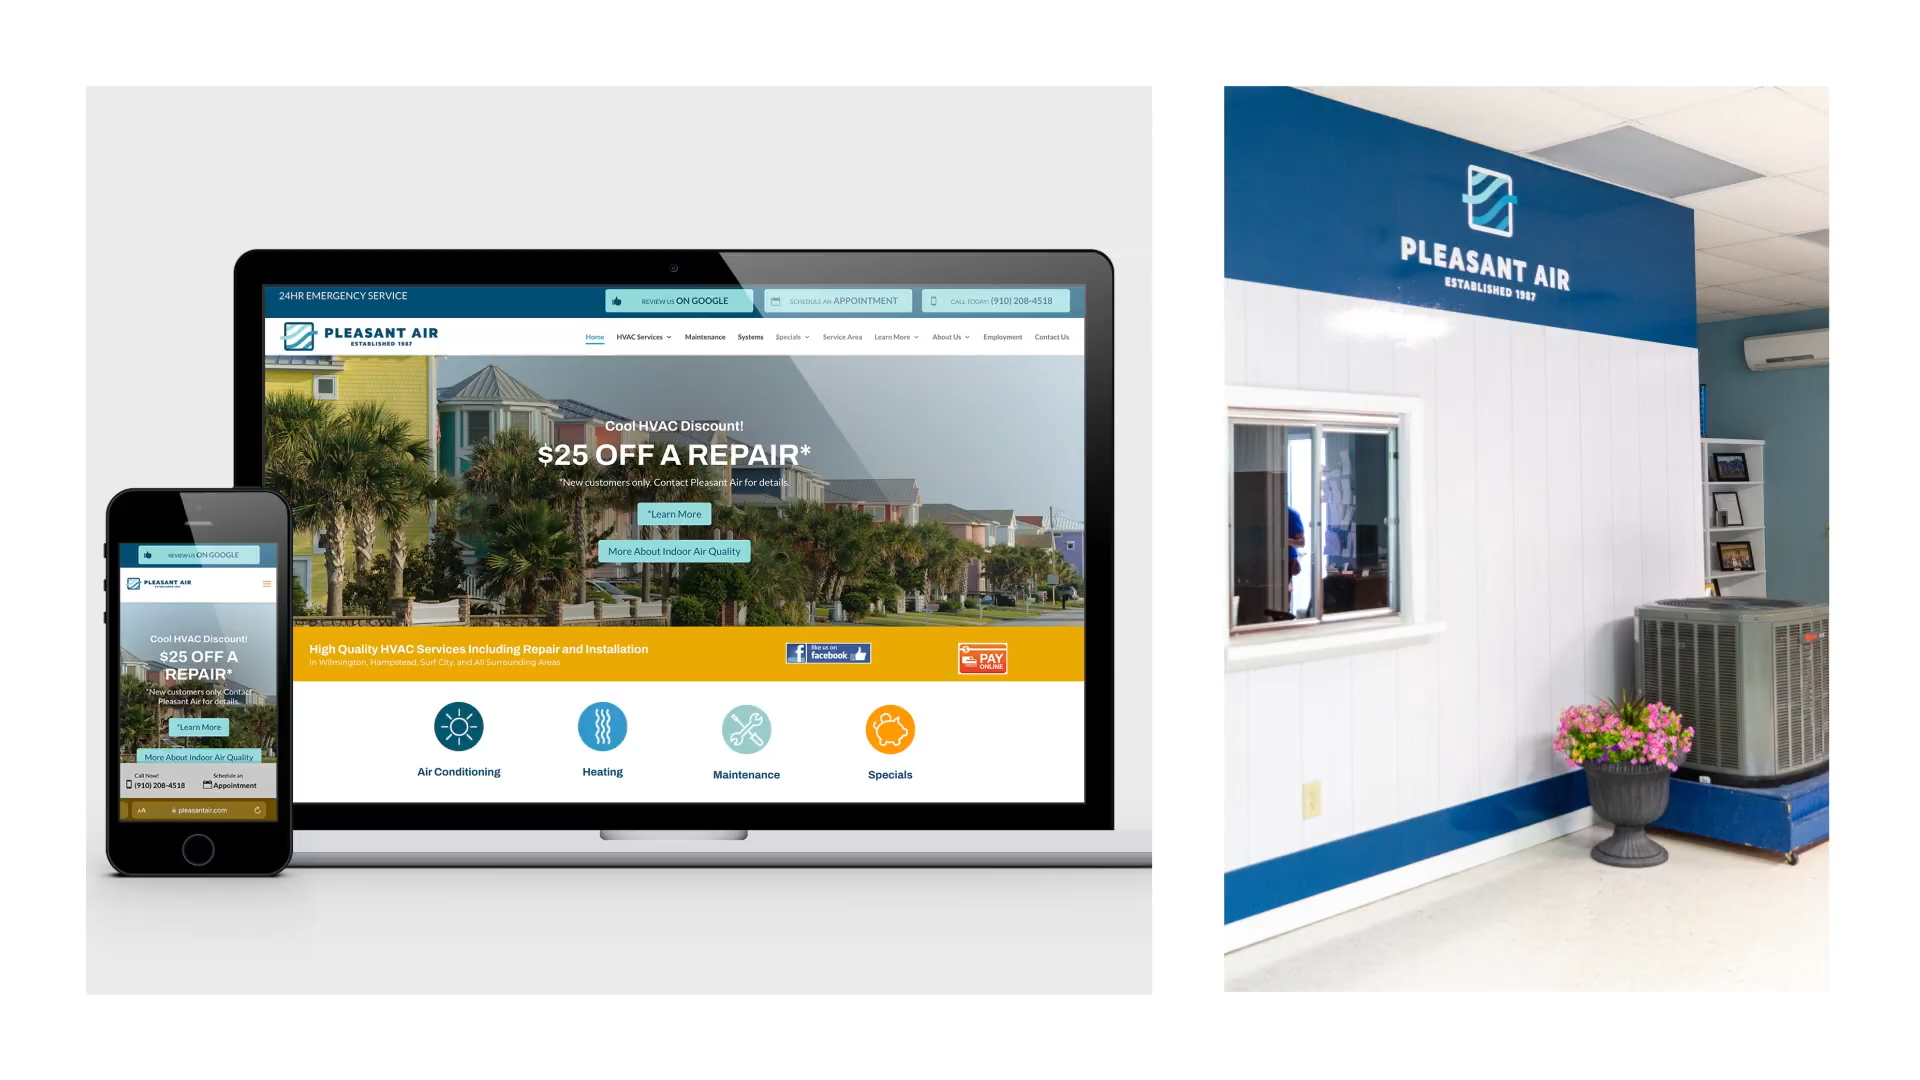 24HR EMERGENCY SERVICE
REVIEW US ON GOOGLE
SCHEDULE AN APPOINTMENT
CALL TODAY! (910) 208-4518
PLEASANT AIR
ESTABLISHED 1987
Home HVAC Services Maintenance Systems Specials Service Area Learn More About Us Employment Contact Us
Cool HVAC Discount!
$25 OFF A REPAIR*
*New customers only. Contact Pleasant Air for details.
*Learn More
More About Indoor Air Quality
High Quality HVAC Services Including Repair and Installation
In Wilmington, Hampstead, Surf City, and All Surrounding Areas
f like us on
facebook
$ PAY
ONLINE
Air Conditioning
Heating
Maintenance
Specials
REVIEW US ON GOOGLE
PLEASANT AIR
ESTABLISHED 1987
Cool HVAC Discount!
$25 OFF A
REPAIR*
*New customers only. Contact
Pleasant Air for details.
*Learn More
More About Indoor Air Quality
Call Now!
(910) 208-4518
Schedule an
Appointment
AA pleasantair.com
PLEASANT AIR
ESTABLISHED 1987